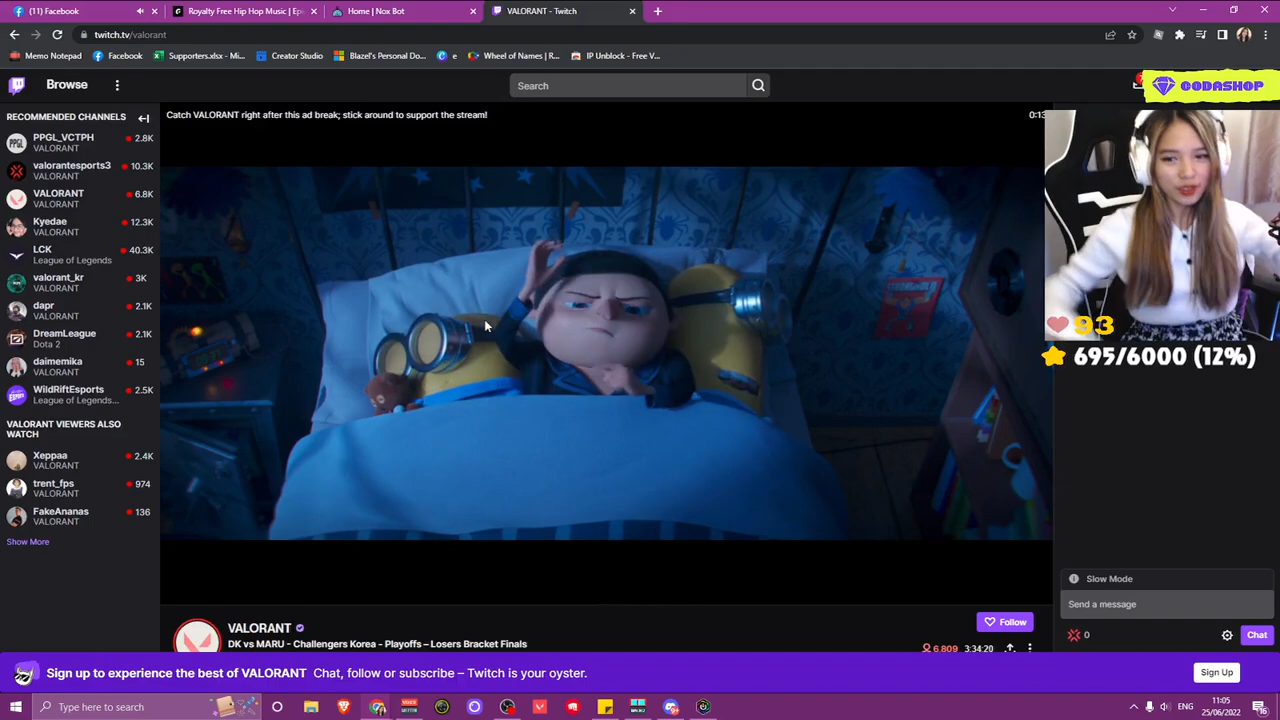 (11) Facebook
Royalty Free Hip Hop Music | Epi
Home | Nox Bot
VALORANT - Twitch
twitch.tv/valorant
Memo Notepad
Facebook
Supporters.xlsx - Mi...
Creator Studio
Blazel's Personal Do...
e
Wheel of Names | R...
IP Unblock - Free V...
Browse
Search
CODASHOP
RECOMMENDED CHANNELS
PPGL_VCTPH
2.8K
VALORANT
valorantesports3
10.3K
VALORANT
VALORANT
6.8K
VALORANT
Kyedae
12.3K
VALORANT
LCK
40.3K
League of Legends
valorant_kr
3K
VALORANT
dapr
2.1K
VALORANT
DreamLeague
2.1K
Dota 2
daimemika
15
VALORANT
WildRiftEsports
2.5K
League of Legends...
VALORANT VIEWERS ALSO
WATCH
Xeppaa
2.4K
VALORANT
trent_fps
974
VALORANT
FakeAnanas
136
VALORANT
Show More
Catch VALORANT right after this ad break; stick around to support the stream!
0:13
93
695/6000 (12%)
Slow Mode
Send a message
0
Chat
VALORANT
Follow
DK vs MARU - Challengers Korea - Playoffs – Losers Bracket Finals
6,809
3:34:20
Sign up to experience the best of VALORANT
Chat, follow or subscribe – Twitch is your oyster.
Sign Up
Type here to search
ENG
11:05
25/06/2022
16